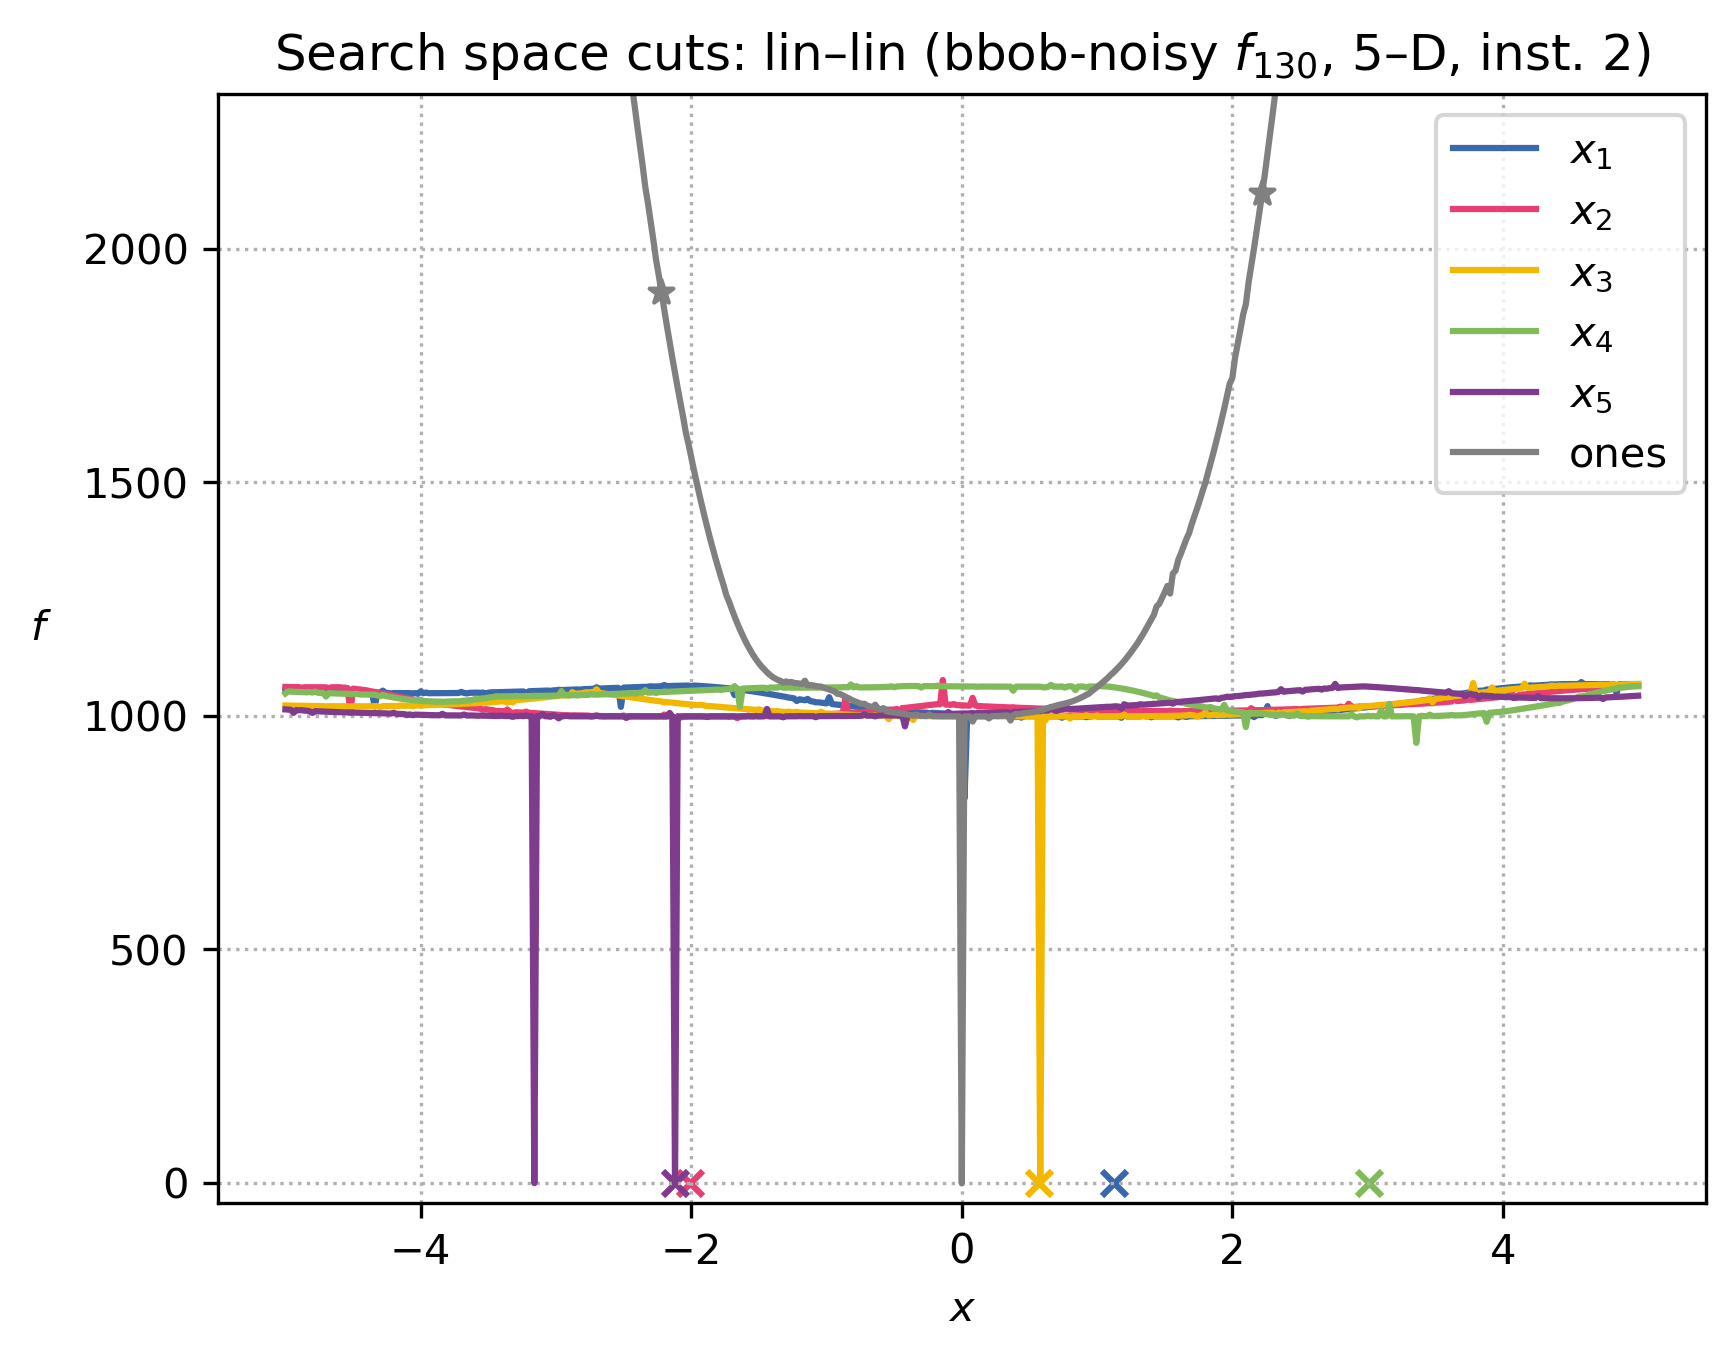 Search space cuts: lin–lin (bbob-noisy f₁₃₀, 5–D, inst. 2)
x₁
x₂
x₃
x₄
x₅
ones
2000
1500
1000
500
0
f
−4
−2
0
2
4
x